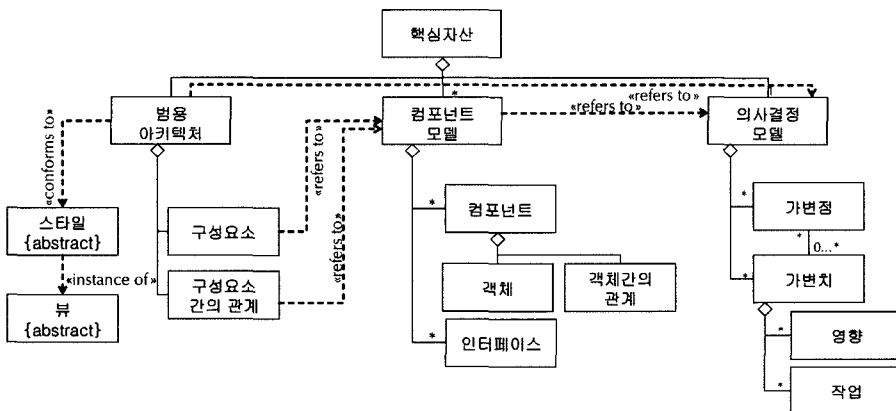 핵심자산
*
«refers to»
«refers to»
범용
아키텍처
컴포넌트
모델
의사결정
모델
«conforms to»
«refers to»
«refers to»
스타일
{abstract}
«instance of»
뷰
{abstract}
구성요소
구성요소
간의 관계
*
컴포넌트
객체
객체간의
관계
*
인터페이스
*
가변점
*
0...*
*
가변치
*
영향
*
작업